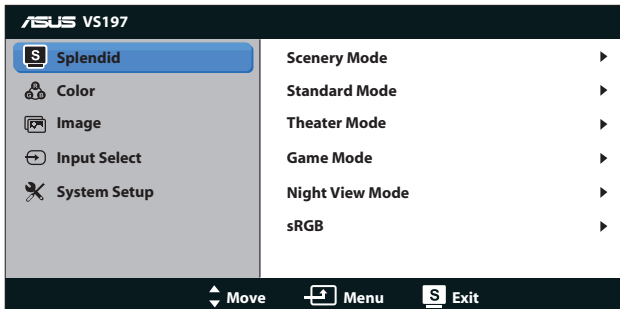 ASUS VS197
S Splendid
Color
Image
Input Select
System Setup
Scenery Mode
Standard Mode
Theater Mode
Game Mode
Night View Mode
sRGB
Move Menu S Exit